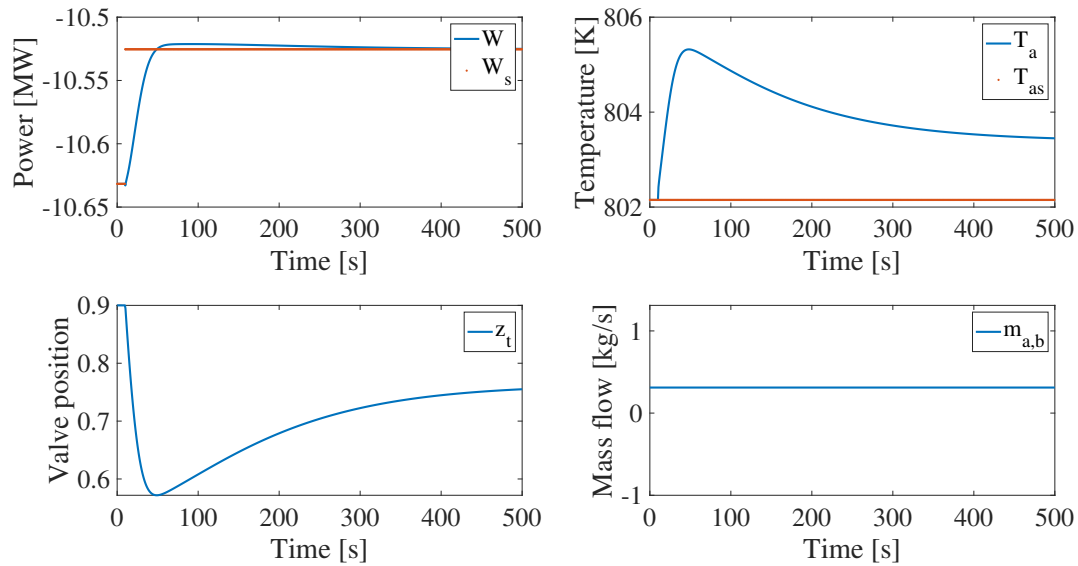 Power [MW]
-10.5
-10.55
-10.6
-10.65
W
W_s
0 100 200 300 400 500
Time [s]
Temperature [K]
806
804
802
T_a
T_as
0 100 200 300 400 500
Time [s]
Valve position
0.9
0.8
0.7
0.6
z_t
0 100 200 300 400 500
Time [s]
Mass flow [kg/s]
1
0
-1
m_a,b
0 100 200 300 400 500
Time [s]